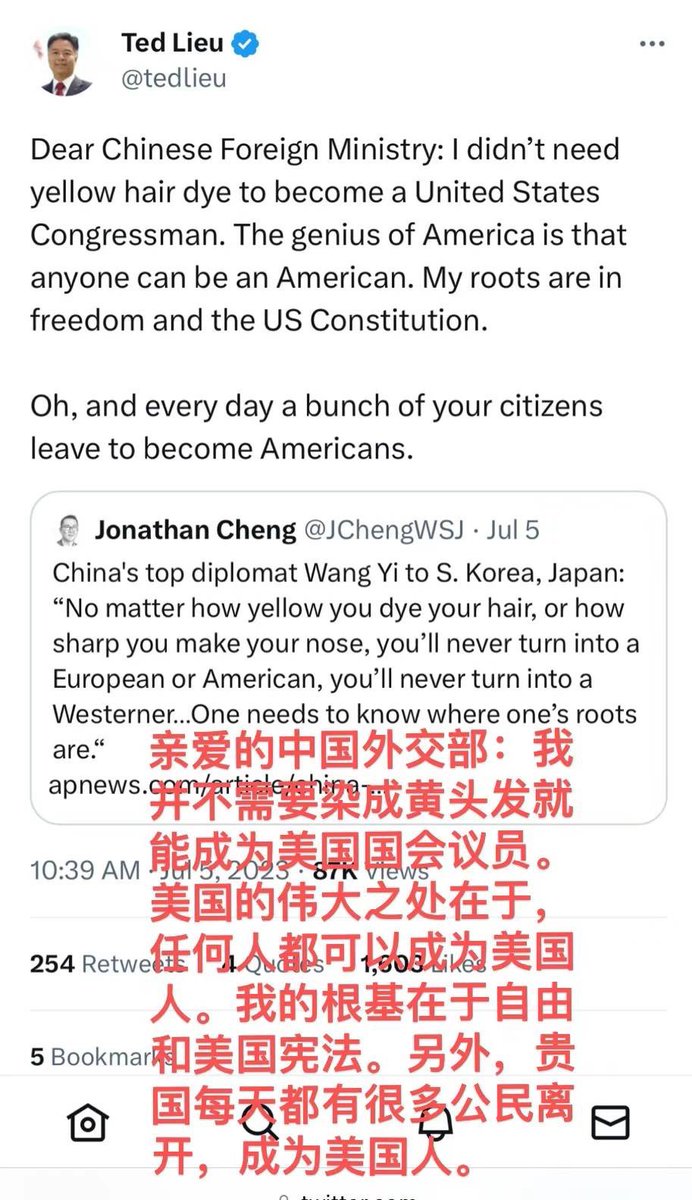 Ted Lieu
@tedlieu
Dear Chinese Foreign Ministry: I didn’t need
yellow hair dye to become a United States
Congressman. The genius of America is that
anyone can be an American. My roots are in
freedom and the US Constitution.
Oh, and every day a bunch of your citizens
leave to become Americans.
Jonathan Cheng @JChengWSJ · Jul 5
China's top diplomat Wang Yi to S. Korea, Japan:
“No matter how yellow you dye your hair, or how
sharp you make your nose, you’ll never turn into a
European or American, you’ll never turn into a
Westerner...One needs to know where one’s roots
are.“
apnews.com/article/china-...
10:39 AM · Jul 5, 2023 · 87K Views
254 Retweets 4 Quotes 1,603 Likes
5 Bookmarks
亲爱的中国外交部：我
并不需要染成黄头发就
能成为美国国会议员。
美国的伟大之处在于，
任何人都可以成为美国
人。我的根基在于自由
和美国宪法。另外，贵
国每天都有很多公民离
开，成为美国人。
twitter.com